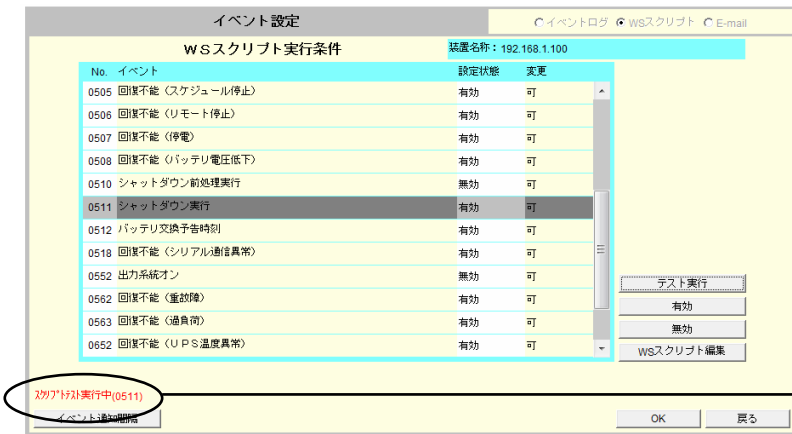 イベント設定
イベントログ WSスクリプト E-mail
WSスクリプト実行条件
装置名称：192.168.1.100
No. イベント 設定状態 変更
0505 回復不能（スケジュール停止） 有効 可
0506 回復不能（リモート停止） 有効 可
0507 回復不能（停電） 有効 可
0508 回復不能（バッテリ電圧低下） 有効 可
0510 シャットダウン前処理実行 無効 可
0511 シャットダウン実行 有効 可
0512 バッテリ交換予告時刻 有効 可
0518 回復不能（シリアル通信異常） 有効 可
0552 出力系統オン 無効 可
0562 回復不能（重故障） 有効 可
0563 回復不能（過負荷） 有効 可
0652 回復不能（ＵＰＳ温度異常） 有効 可
テスト実行
有効
無効
WSスクリプト編集
ｽｸﾘﾌﾟﾄﾃｽﾄ実行中(0511)
イベント通知間隔
OK
戻る